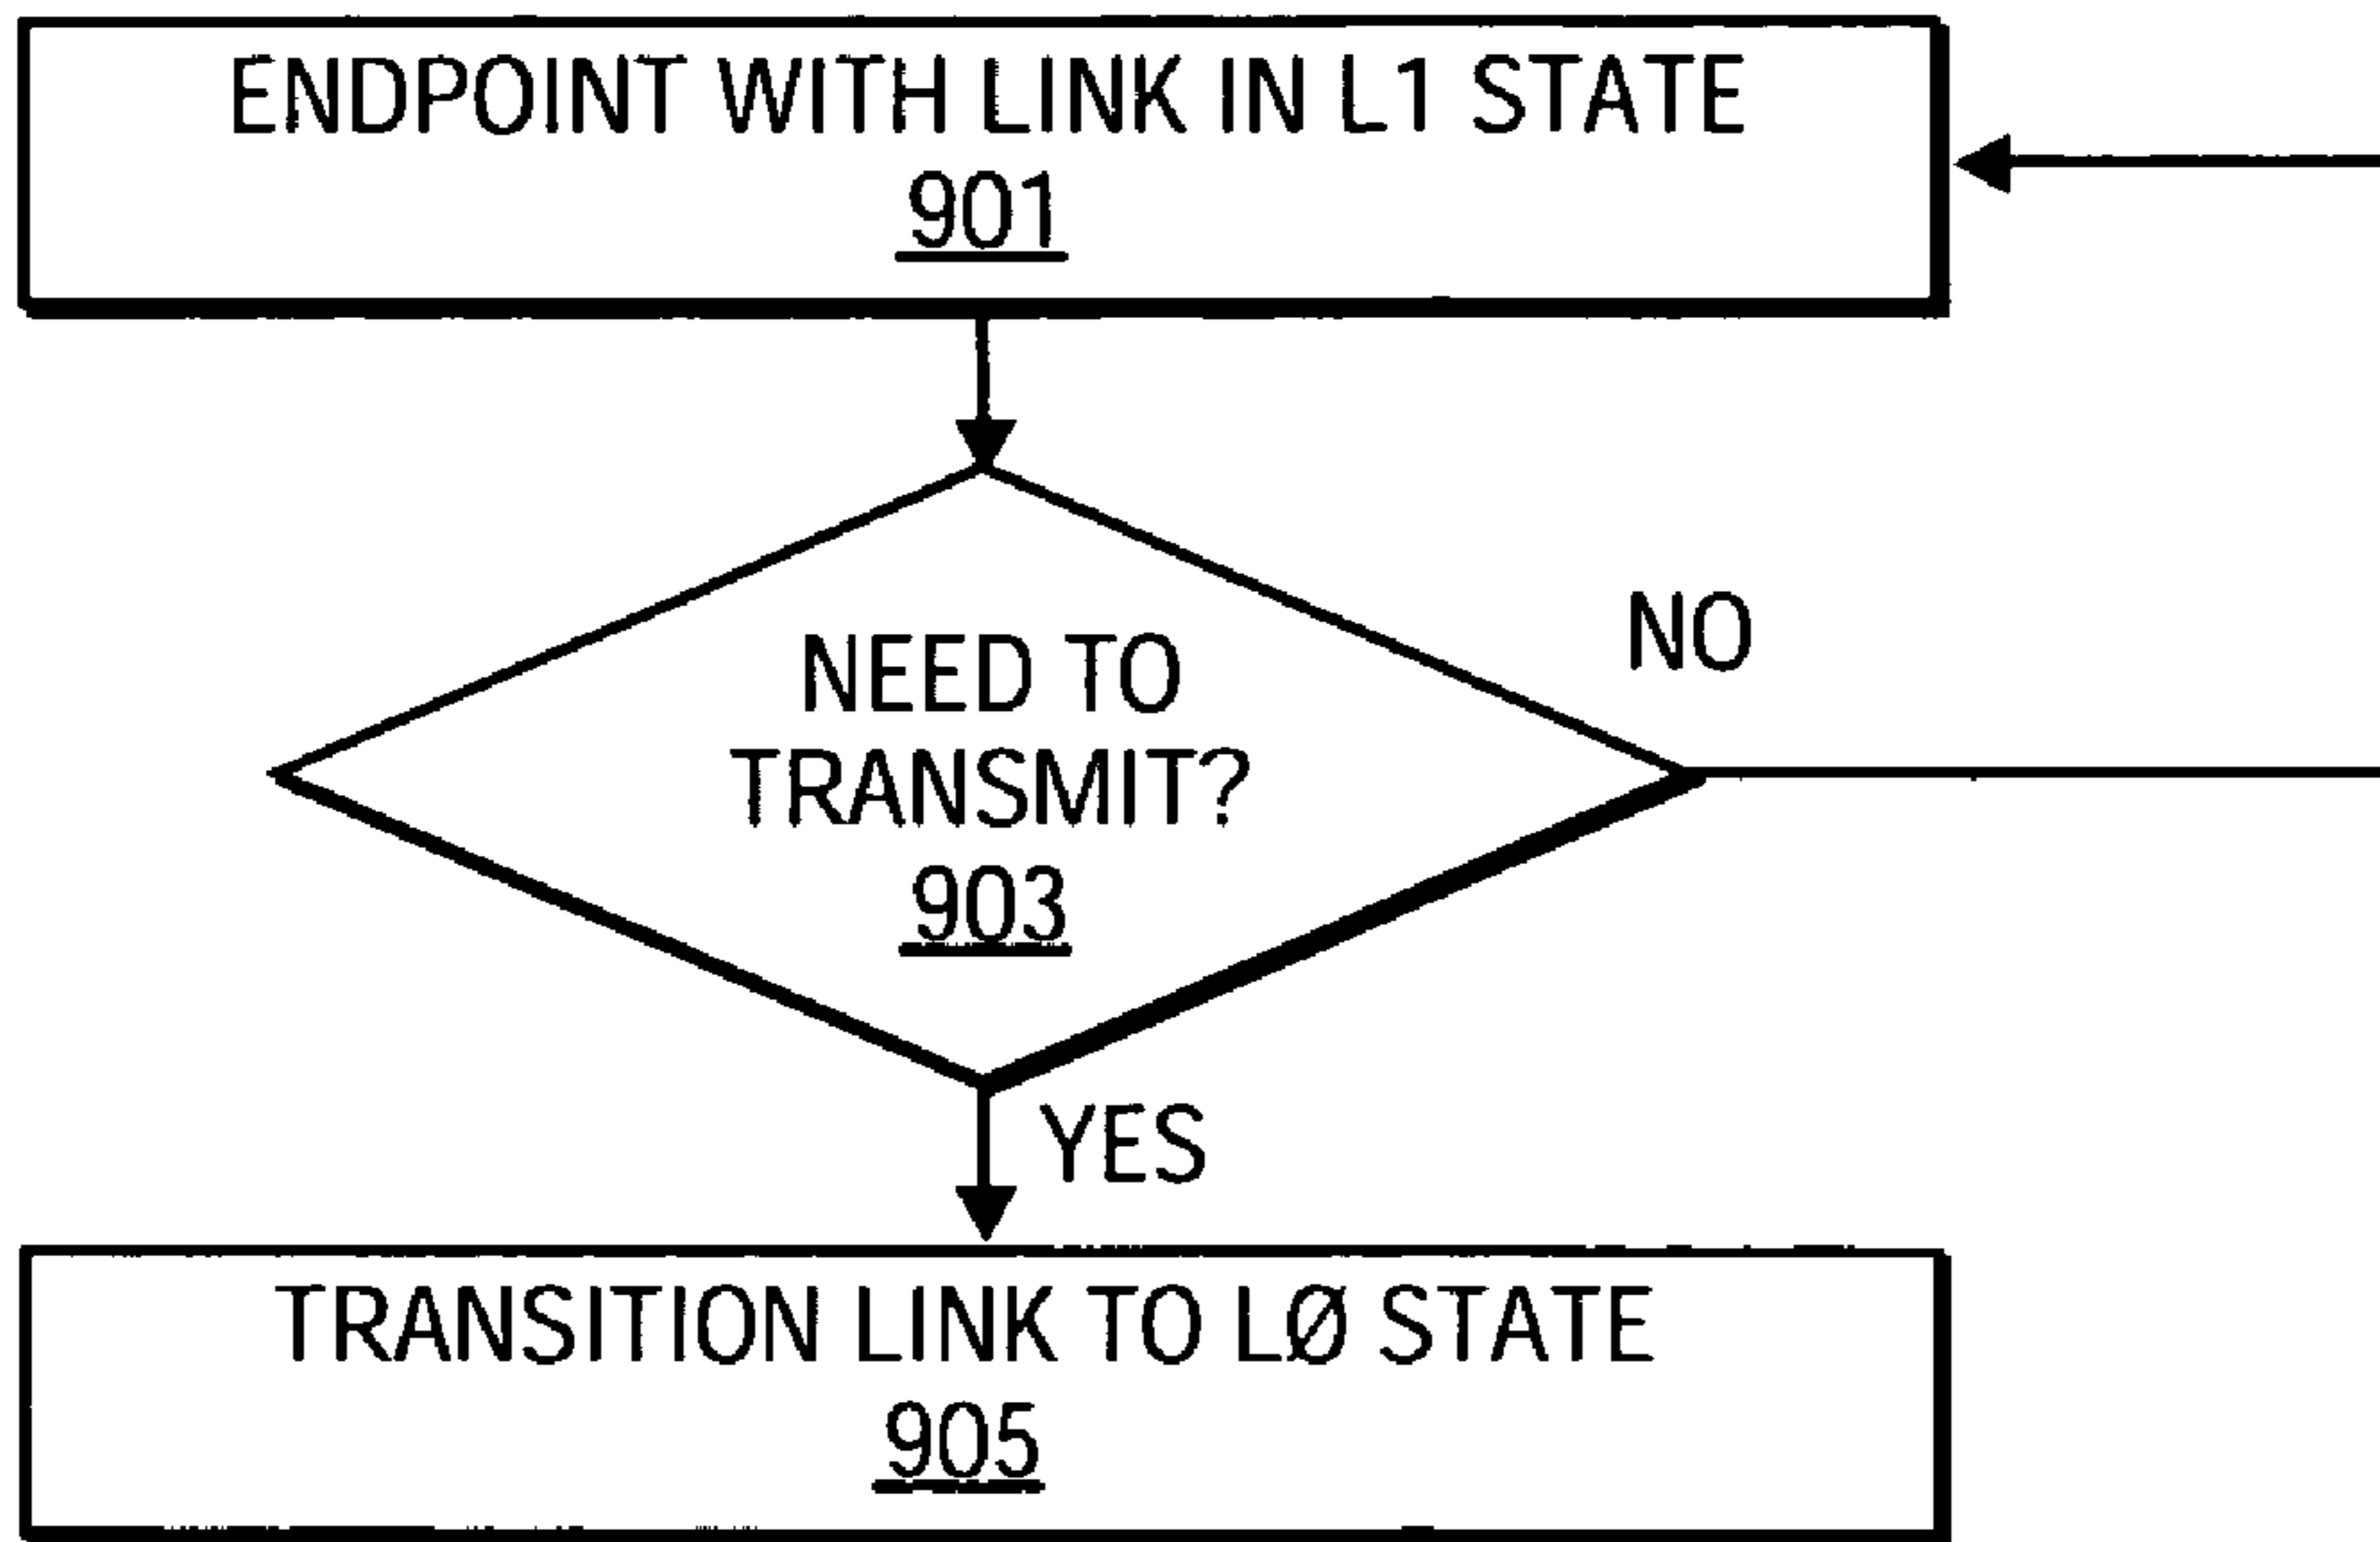 ENDPOINT WITH LINK IN L1 STATE
901
NEED TO
TRANSMIT?
903
NO
YES
TRANSITION LINK TO LØ STATE
905